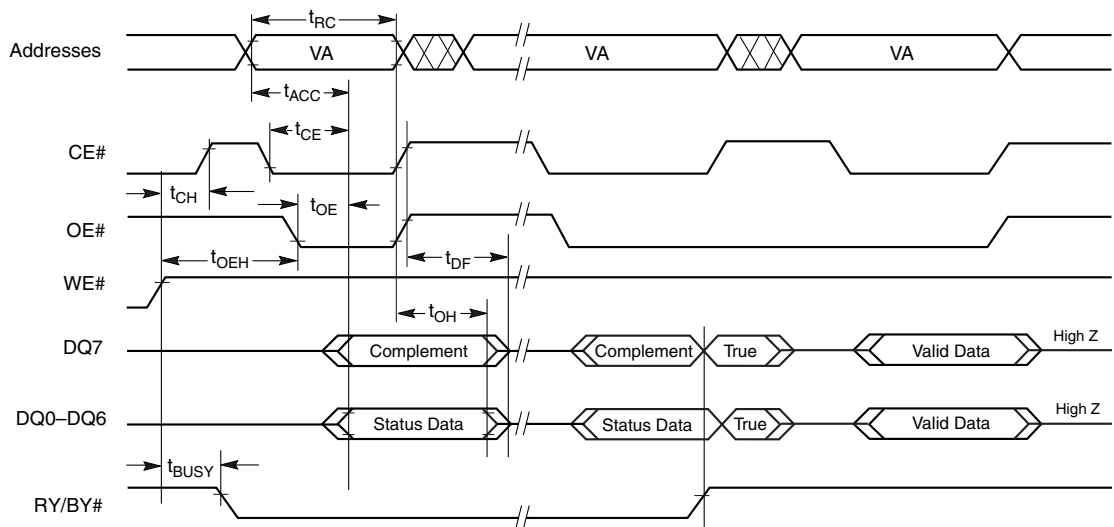 tRC
Addresses VA VA VA
tACC
tCE
CE#
tCH tOE
OE#
tOEH tDF
WE#
tOH
DQ7 Complement Complement True Valid Data High Z
DQ0–DQ6 Status Data Status Data True Valid Data High Z
tBUSY
RY/BY#